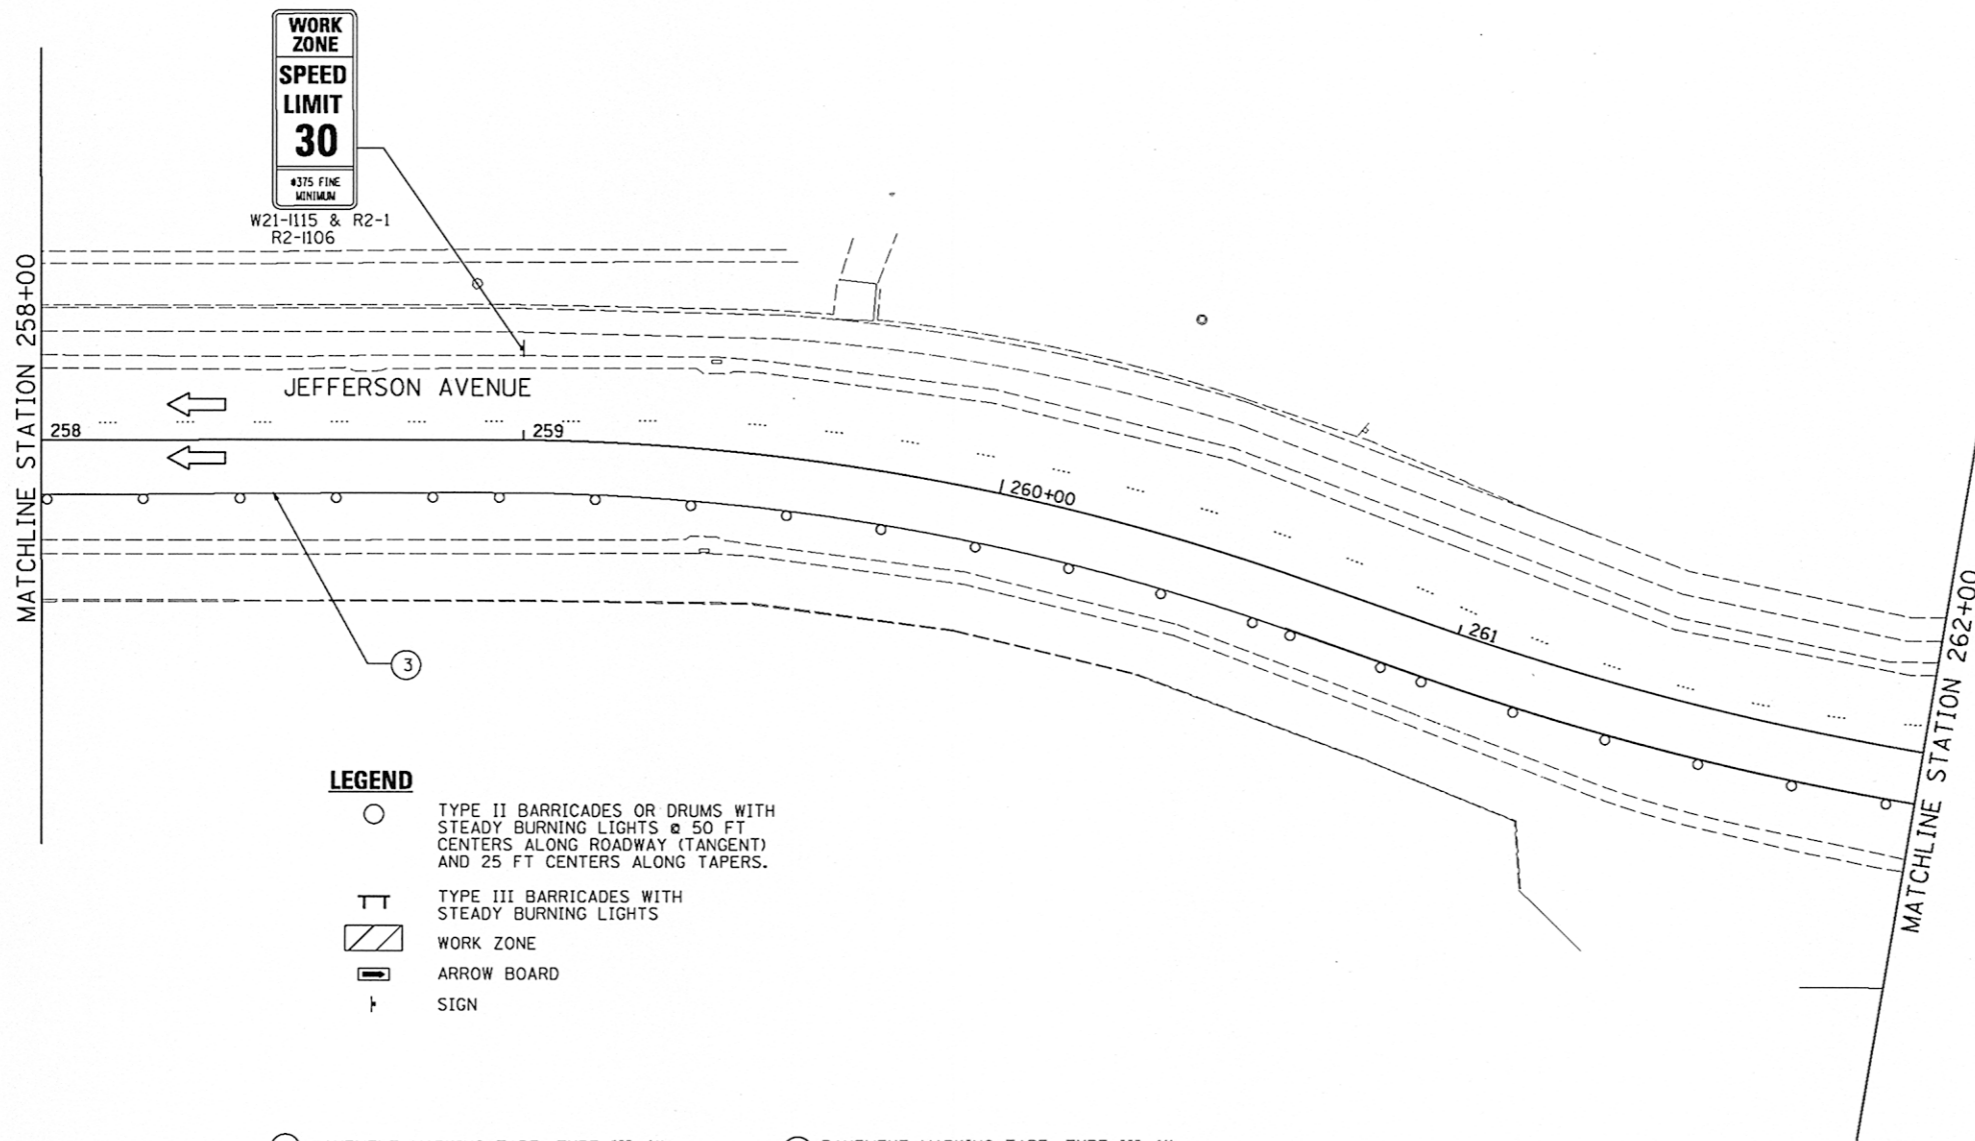 WORK
ZONE
SPEED
LIMIT
30
$375 FINE
MINIMUM
W21-I115 & R2-1
R2-I106
MATCHLINE STATION 258+00
JEFFERSON AVENUE
258
259
260+00
261
MATCHLINE STATION 262+00
3
LEGEND
TYPE II BARRICADES OR DRUMS WITH
STEADY BURNING LIGHTS @ 50 FT
CENTERS ALONG ROADWAY (TANGENT)
AND 25 FT CENTERS ALONG TAPERS.
TYPE III BARRICADES WITH
STEADY BURNING LIGHTS
WORK ZONE
ARROW BOARD
SIGN